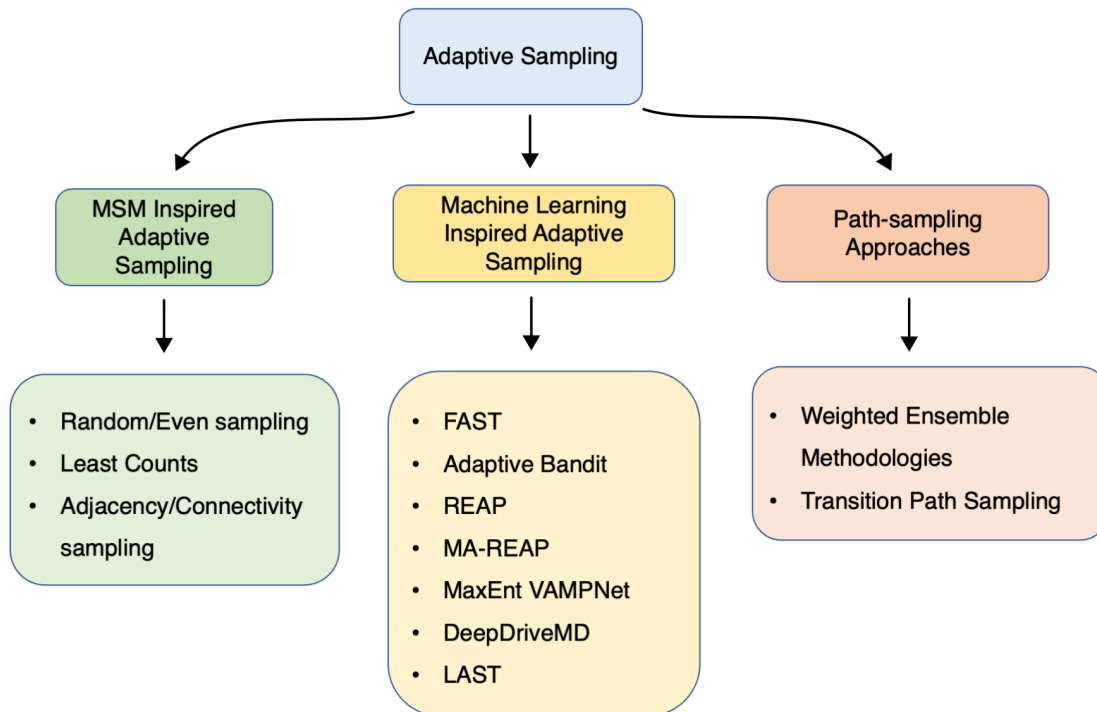 Adaptive Sampling
MSM Inspired
Adaptive
Sampling
Machine Learning
Inspired Adaptive
Sampling
Path-sampling
Approaches
• Random/Even sampling
• Least Counts
• Adjacency/Connectivity
sampling
• FAST
• Adaptive Bandit
• REAP
• MA-REAP
• MaxEnt VAMPNet
• DeepDriveMD
• LAST
• Weighted Ensemble
Methodologies
• Transition Path Sampling